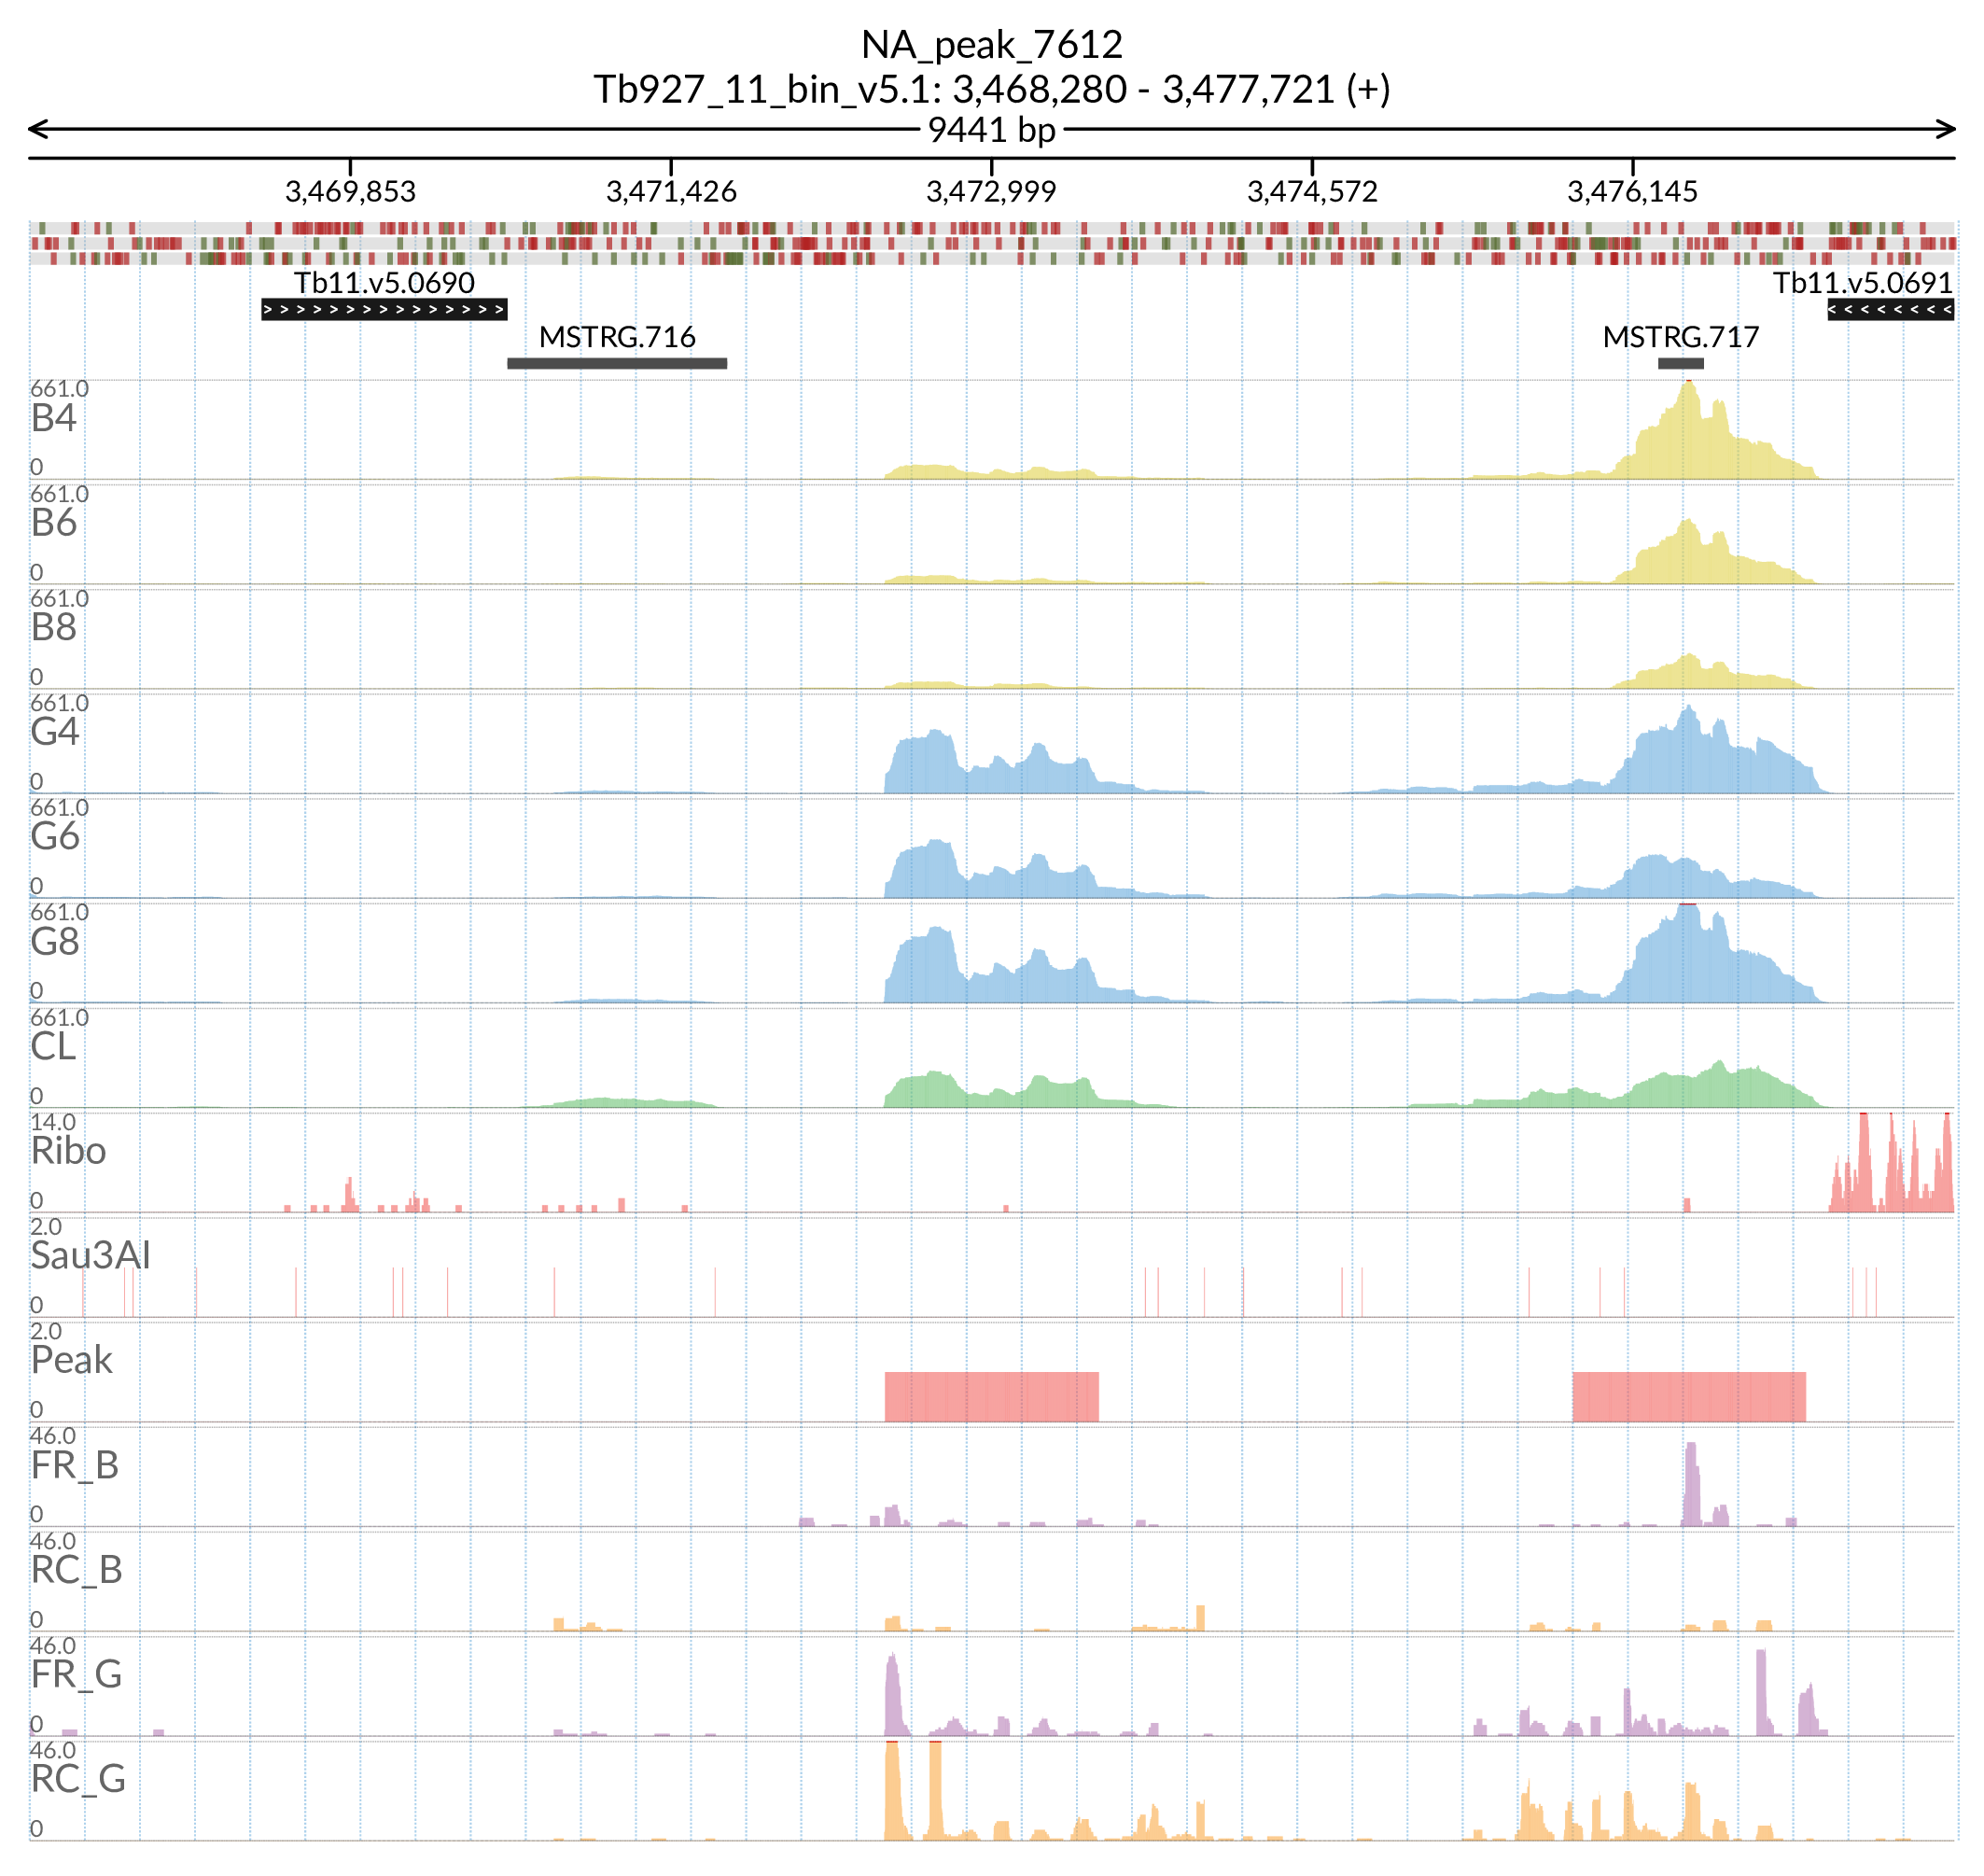 NA_peak_7612
Tb927_11_bin_v5.1: 3,468,280 - 3,477,721 (+)
9441 bp
3,469,853 3,471,426 3,472,999 3,474,572 3,476,145
Tb11.v5.0690 Tb11.v5.0691
MSTRG.716 MSTRG.717
661.0
B4
0
661.0
B6
0
661.0
B8
0
661.0
G4
0
661.0
G6
0
661.0
G8
0
661.0
CL
0
14.0
Ribo
0
2.0
Sau3AI
0
2.0
Peak
0
46.0
FR_B
0
46.0
RC_B
0
46.0
FR_G
0
46.0
RC_G
0